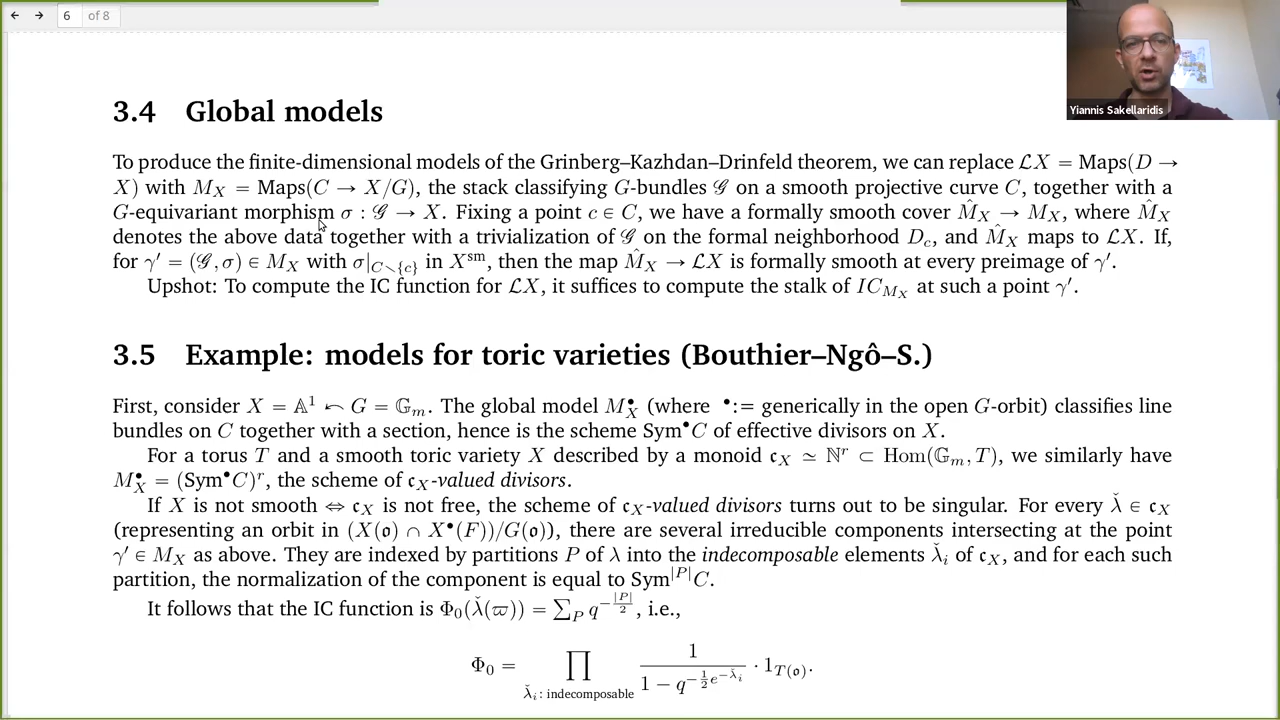 6 of 8
Yiannis Sakellaridis
3.4 Global models
To produce the finite-dimensional models of the Grinberg–Kazhdan–Drinfeld theorem, we can replace ℒX = Maps(D →
X) with M_X = Maps(C → X/G), the stack classifying G-bundles 𝒢 on a smooth projective curve C, together with a
G-equivariant morphism σ : 𝒢 → X. Fixing a point c ∈ C, we have a formally smooth cover M̂_X → M_X, where M̂_X
denotes the above data together with a trivialization of 𝒢 on the formal neighborhood D_c, and M̂_X maps to ℒX. If,
for γ′ = (𝒢, σ) ∈ M_X with σ|_{C∖{c}} in X^{sm}, then the map M̂_X → ℒX is formally smooth at every preimage of γ′.
Upshot: To compute the IC function for ℒX, it suffices to compute the stalk of IC_{M_X} at such a point γ′.
3.5 Example: models for toric varieties (Bouthier–Ngô–S.)
First, consider X = 𝔸¹ ↶ G = 𝔾_m. The global model M_X^• (where •:= generically in the open G-orbit) classifies line
bundles on C together with a section, hence is the scheme Sym^•C of effective divisors on X.
For a torus T and a smooth toric variety X described by a monoid 𝔠_X ≃ ℕ^r ⊂ Hom(𝔾_m, T), we similarly have
M_X^• = (Sym^•C)^r, the scheme of 𝔠_X-valued divisors.
If X is not smooth ⇔ 𝔠_X is not free, the scheme of 𝔠_X-valued divisors turns out to be singular. For every λ̌ ∈ 𝔠_X
(representing an orbit in (X(𝔬) ∩ X^•(F))/G(𝔬)), there are several irreducible components intersecting at the point
γ′ ∈ M_X as above. They are indexed by partitions P of λ into the indecomposable elements λ̌_i of 𝔠_X, and for each such
partition, the normalization of the component is equal to Sym^{|P|}C.
It follows that the IC function is Φ_0(λ̌(ϖ)) = ∑_P q^{−|P|/2}, i.e.,
Φ_0 = ∏_{λ̌_i: indecomposable} 1/(1 − q^{−1/2 e^{−λ̌_i}}) · 1_{T(𝔬)}.